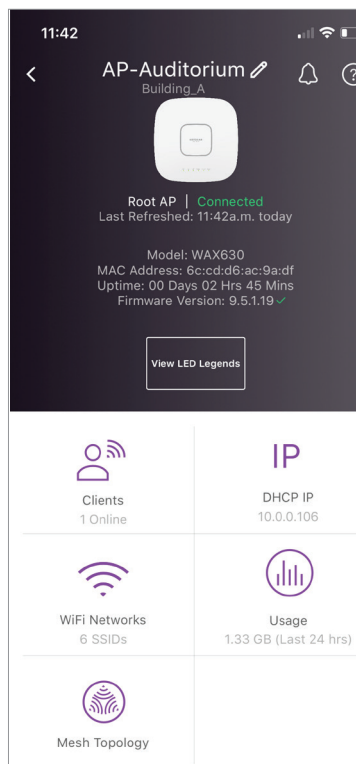 11:42
AP-Auditorium
Building_A
Root AP | Connected
Last Refreshed: 11:42a.m. today
Model: WAX630
MAC Address: 6c:cd:d6:ac:9a:df
Uptime: 00 Days 02 Hrs 45 Mins
Firmware Version: 9.5.1.19
View LED Legends
IP
Clients
1 Online
DHCP IP
10.0.0.106
WiFi Networks
6 SSIDs
Usage
1.33 GB (Last 24 hrs)
Mesh Topology